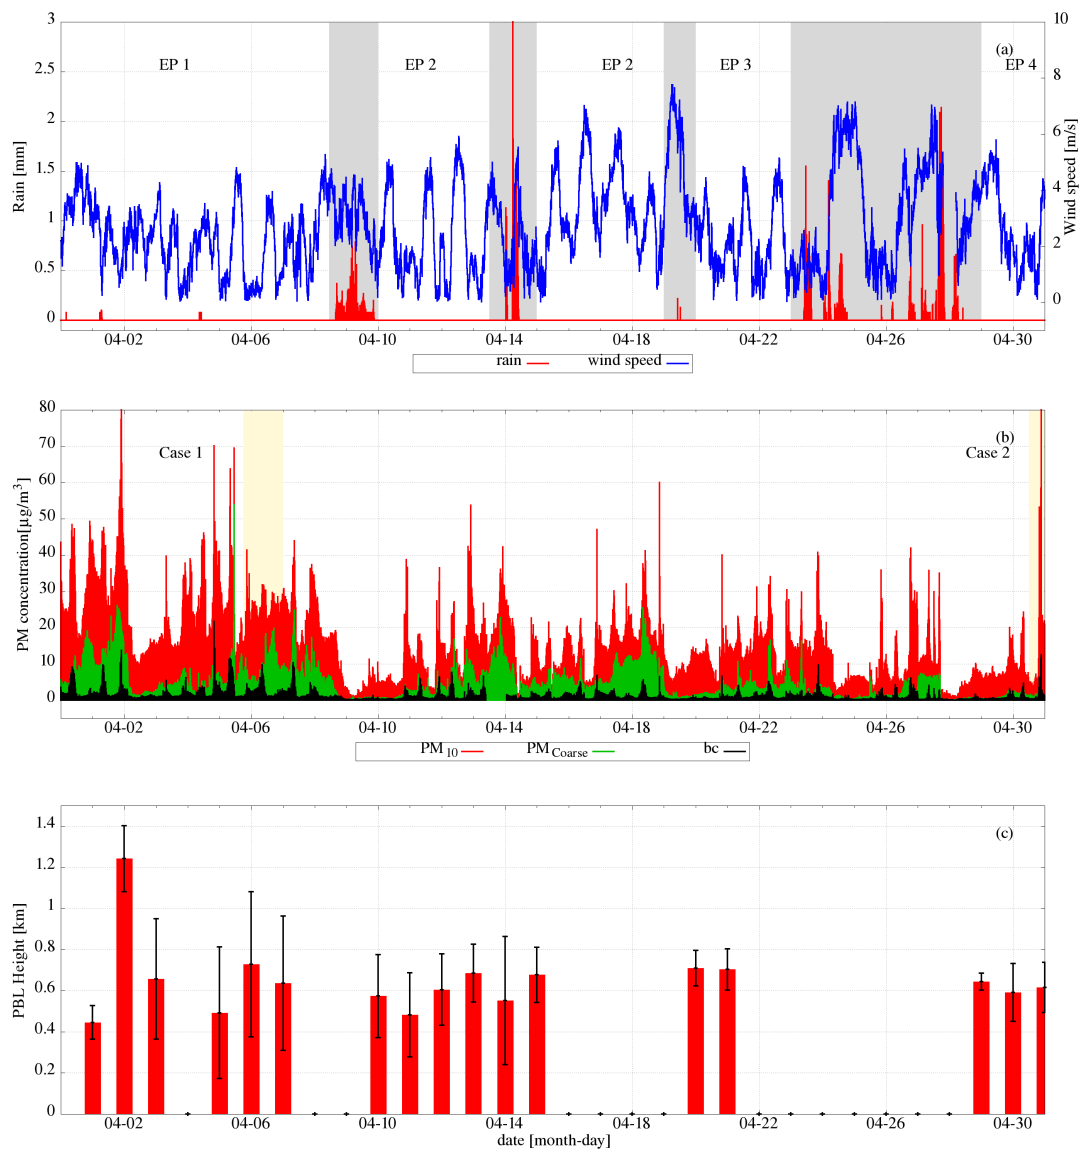 3
2.5
2
1.5
1
0.5
0
Rain [mm]
10
8
6
4
2
0
Wind speed [m/s]
(a)
EP 1
EP 2
EP 2
EP 3
EP 4
04-02
04-06
04-10
04-14
04-18
04-22
04-26
04-30
rain
wind speed
80
70
60
50
40
30
20
10
0
PM concentration[μg/m3]
(b)
Case 1
Case 2
04-02
04-06
04-10
04-14
04-18
04-22
04-26
04-30
PM10
PMCoarse
bc
1.4
1.2
1
0.8
0.6
0.4
0.2
0
PBL Height [km]
(c)
04-02
04-06
04-10
04-14
04-18
04-22
04-26
04-30
date [month-day]